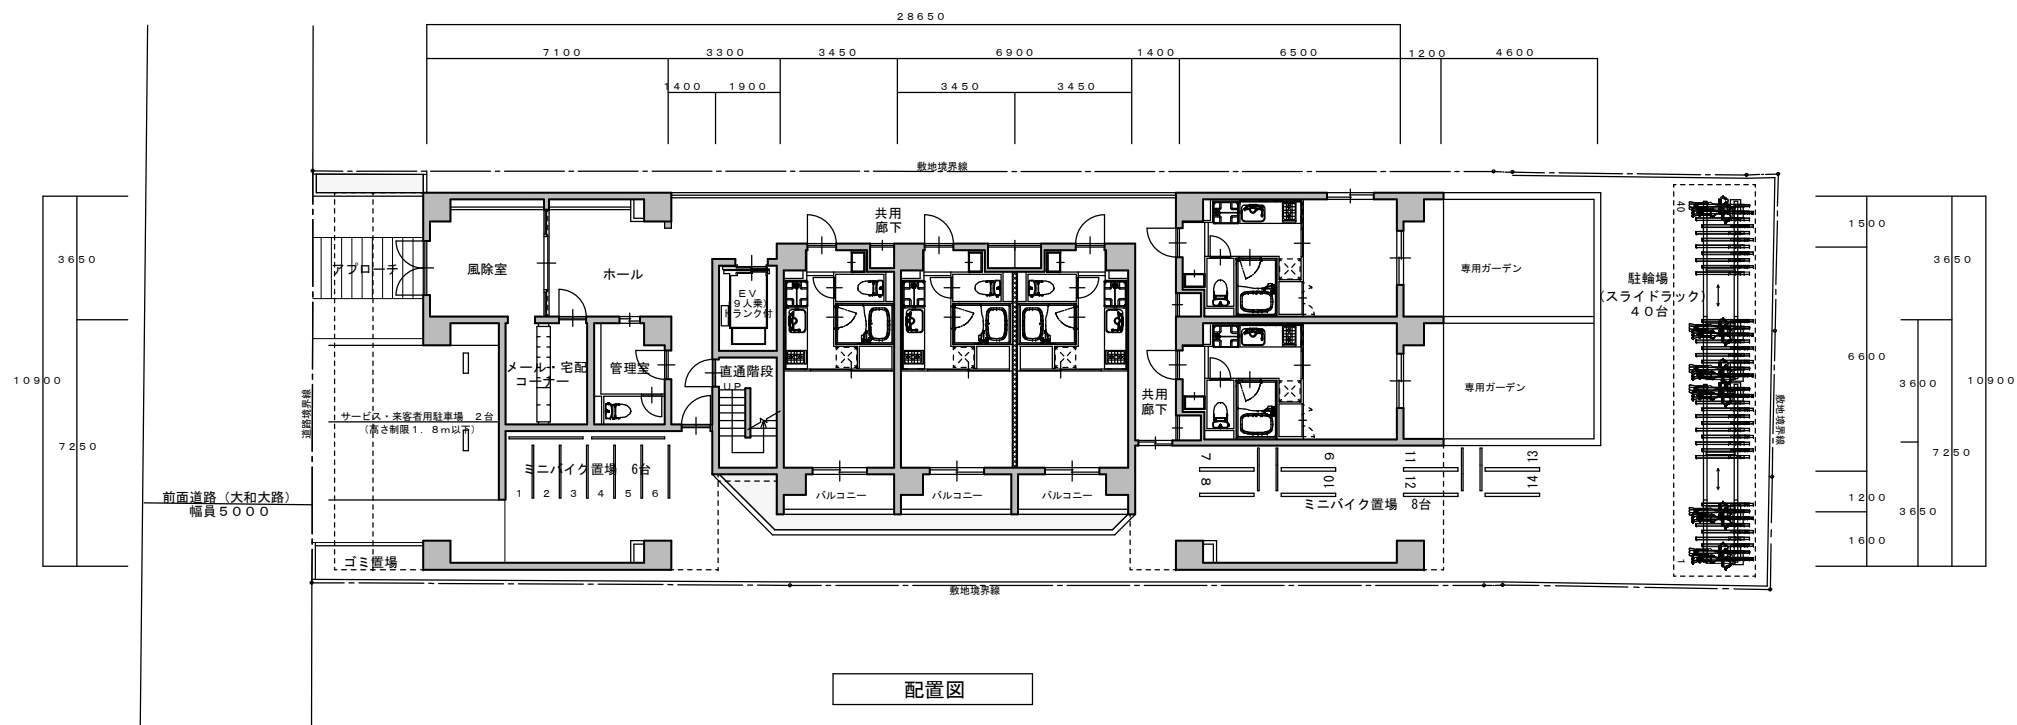 ２８６５０
７１００
３３００
３４５０
６９００
１４００
６５００
１２００
４６００
１４００
１９００
３４５０
３４５０
敷地境界線
３６５０
７２５０
１０９００
アプローチ
風除室
ホール
共用
廊下
ＥＶ
（９人乗）
トランク付
メール・宅配
コーナー
管理室
直通階段
ＵＰ
サービス・来客者用駐車場　２台
（高さ制限１．８ｍ以下）
道路境界線
ミニバイク置場　6台
1
2
3
4
5
6
前面道路（大和大路）
幅員５０００
ゴミ置場
バルコニー
バルコニー
バルコニー
共用
廊下
専用ガーデン
専用ガーデン
7
8
9
10
11
12
13
14
ミニバイク置場　8台
駐輪場
（スライドラック）
４０台
40
1
敷地境界線
敷地境界線
１５００
６６００
１２００
１６００
３６５０
３６００
７２５０
３６５０
１０９００
配置図